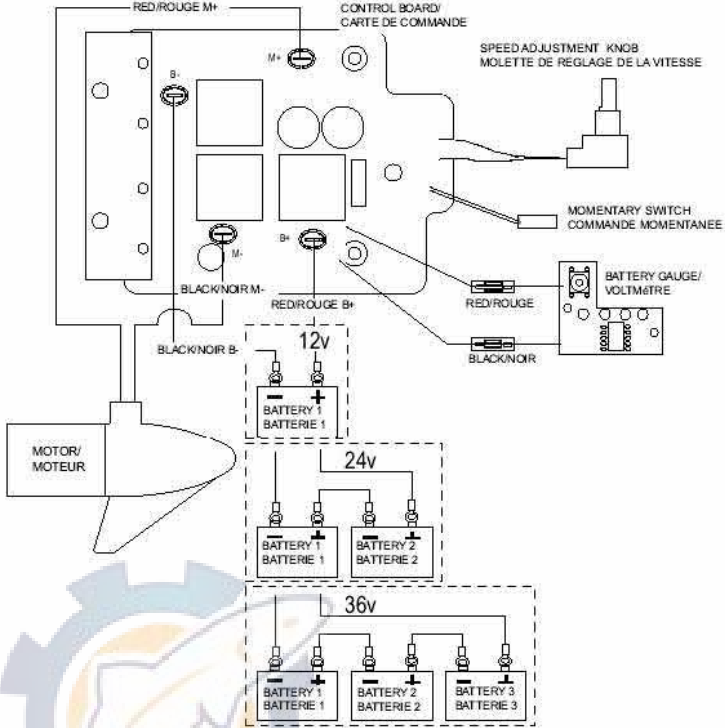 RED/ROUGE M+
CONTROL BOARD/
CARTE DE COMMANDE
SPEED ADJUSTMENT KNOB
MOLETTE DE REGLAGE DE LA VITESSE
M+
B-
MOMENTARY SWITCH
COMMANDE MOMENTANEE
B+
M-
BATTERY GAUGE/
VOLTMéTRE
BLACK/NOIR M-
RED/ROUGE B+
RED/ROUGE
BLACK/NOIR B-
BLACK/NOIR
12v
- +
BATTERY 1
BATTERIE 1
MOTOR/
MOTEUR
24v
- + - +
BATTERY 1 BATTERY 2
BATTERIE 1 BATTERIE 2
36v
- + - + - +
BATTERY 1 BATTERY 2 BATTERY 3
BATTERIE 1 BATTERIE 2 BATTERIE 3